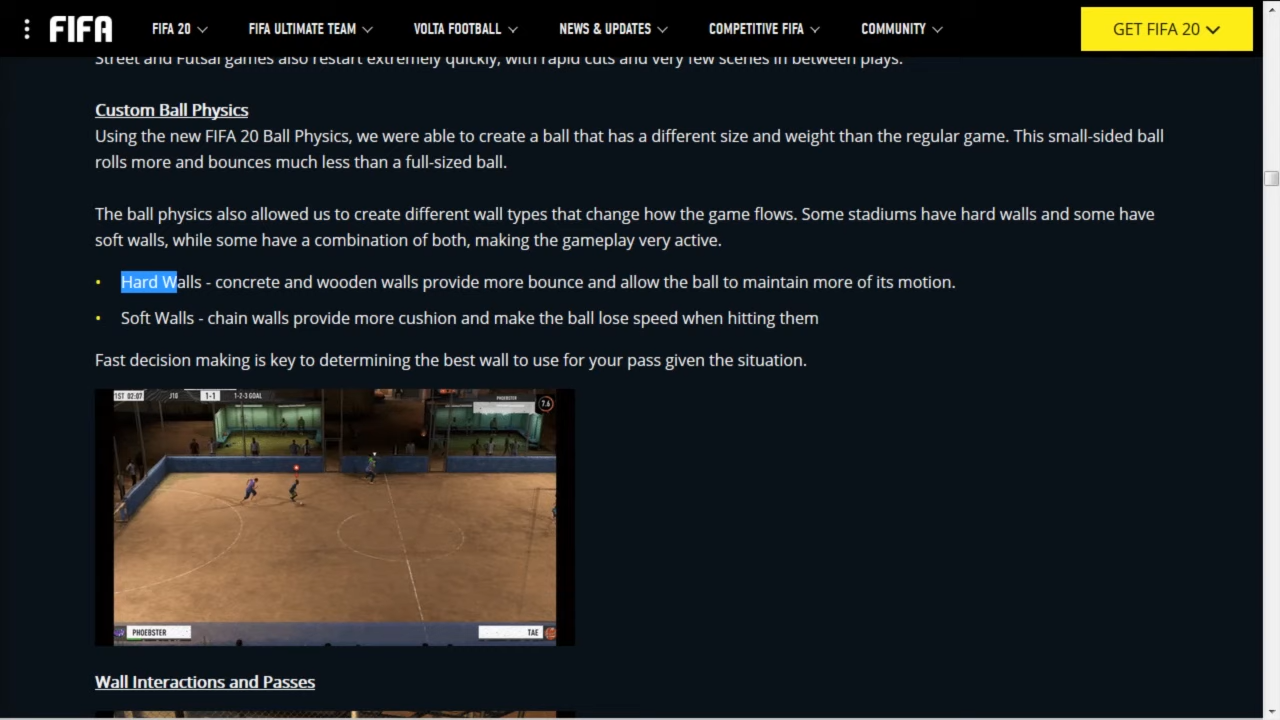 FIFA
FIFA 20
FIFA ULTIMATE TEAM
VOLTA FOOTBALL
NEWS & UPDATES
COMPETITIVE FIFA
COMMUNITY
GET FIFA 20
Street and Futsal games also restart extremely quickly, with rapid cuts and very few scenes in between plays.
Custom Ball Physics
Using the new FIFA 20 Ball Physics, we were able to create a ball that has a different size and weight than the regular game. This small-sided ball
rolls more and bounces much less than a full-sized ball.
The ball physics also allowed us to create different wall types that change how the game flows. Some stadiums have hard walls and some have
soft walls, while some have a combination of both, making the gameplay very active.
• Hard Walls - concrete and wooden walls provide more bounce and allow the ball to maintain more of its motion.
• Soft Walls - chain walls provide more cushion and make the ball lose speed when hitting them
Fast decision making is key to determining the best wall to use for your pass given the situation.
1ST 02:07 J10 1-1 1-2-3 GOAL
PHOEBSTER 7.6
PHOEBSTER TAE
Wall Interactions and Passes